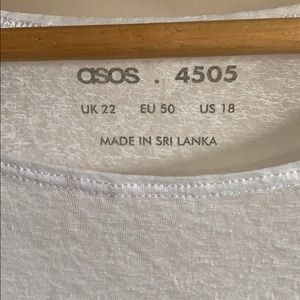 asos . 4505
UK 22 EU 50 US 18
MADE IN SRI LANKA